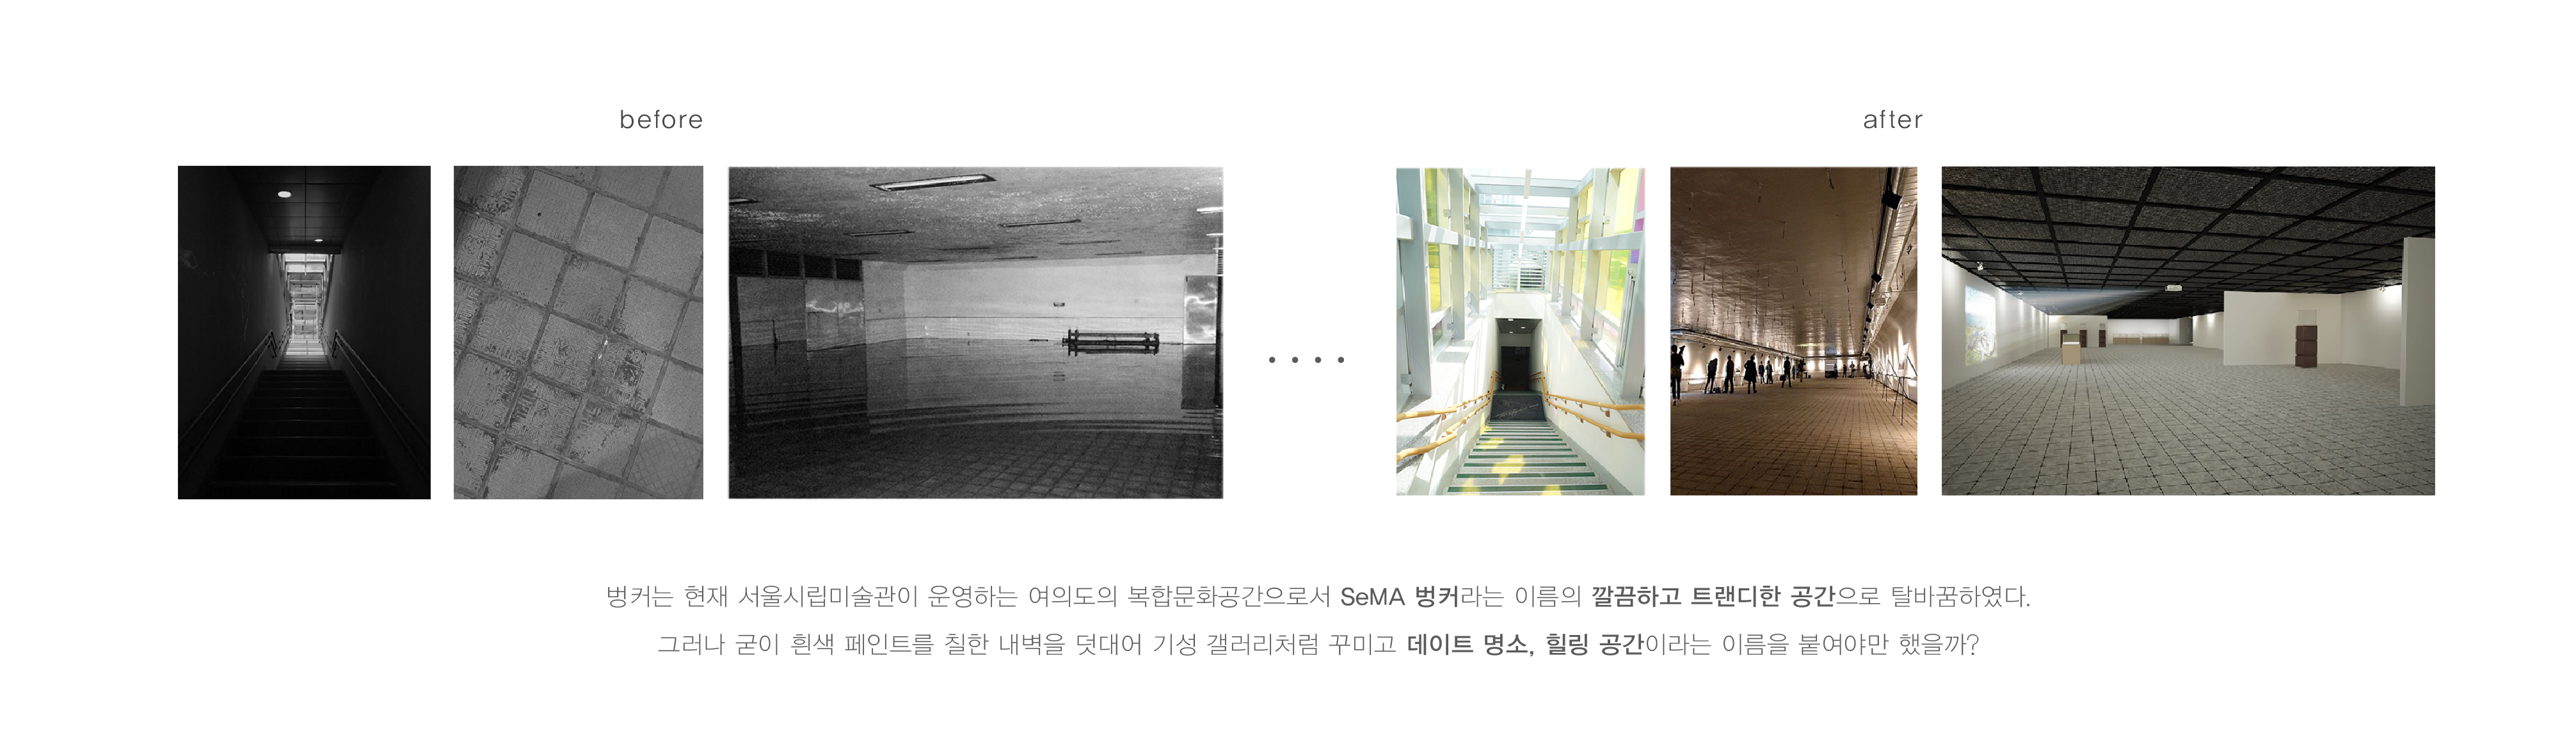 before
after
벙커는 현재 서울시립미술관이 운영하는 여의도의 복합문화공간으로서 SeMA 벙커라는 이름의 깔끔하고 트랜디한 공간으로 탈바꿈하였다.
그러나 굳이 흰색 페인트를 칠한 내벽을 덧대어 기성 갤러리처럼 꾸미고 데이트 명소, 힐링 공간이라는 이름을 붙여야만 했을까?